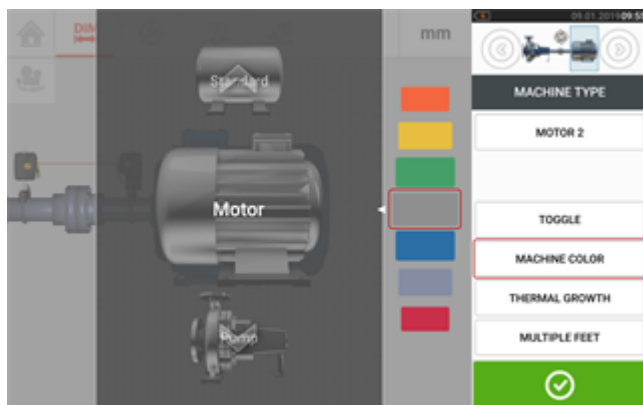 DIM
mm
09.01.2019 09:55
Standard
MACHINE TYPE
MOTOR 2
Motor
TOGGLE
MACHINE COLOR
THERMAL GROWTH
Pump
MULTIPLE FEET